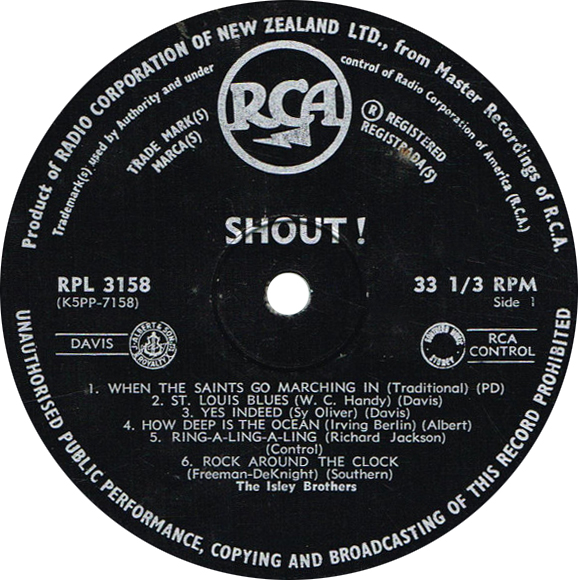 Product of RADIO CORPORATION OF NEW ZEALAND LTD., from Master Recordings of R.C.A.
Trademark(s) used by Authority and under control of Radio Corporation of America (R.C.A.)
TRADE MARK(S)
MARCA(S)
RCA
® REGISTERED
REGISTRADA(S)
SHOUT!
RPL 3158
(K5PP-7158)
33 1/3 RPM
Side 1
DAVIS
J. ALBERT & SON
ROYALTY
SYDNEY
RCA
CONTROL
1. WHEN THE SAINTS GO MARCHING IN (Traditional) (PD)
2. ST. LOUIS BLUES (W. C. Handy) (Davis)
3. YES INDEED (Sy Oliver) (Davis)
4. HOW DEEP IS THE OCEAN (Irving Berlin) (Albert)
5. RING-A-LING-A-LING (Richard Jackson)
(Control)
6. ROCK AROUND THE CLOCK
(Freeman-DeKnight) (Southern)
The Isley Brothers
UNAUTHORISED PUBLIC PERFORMANCE, COPYING AND BROADCASTING OF THIS RECORD PROHIBITED